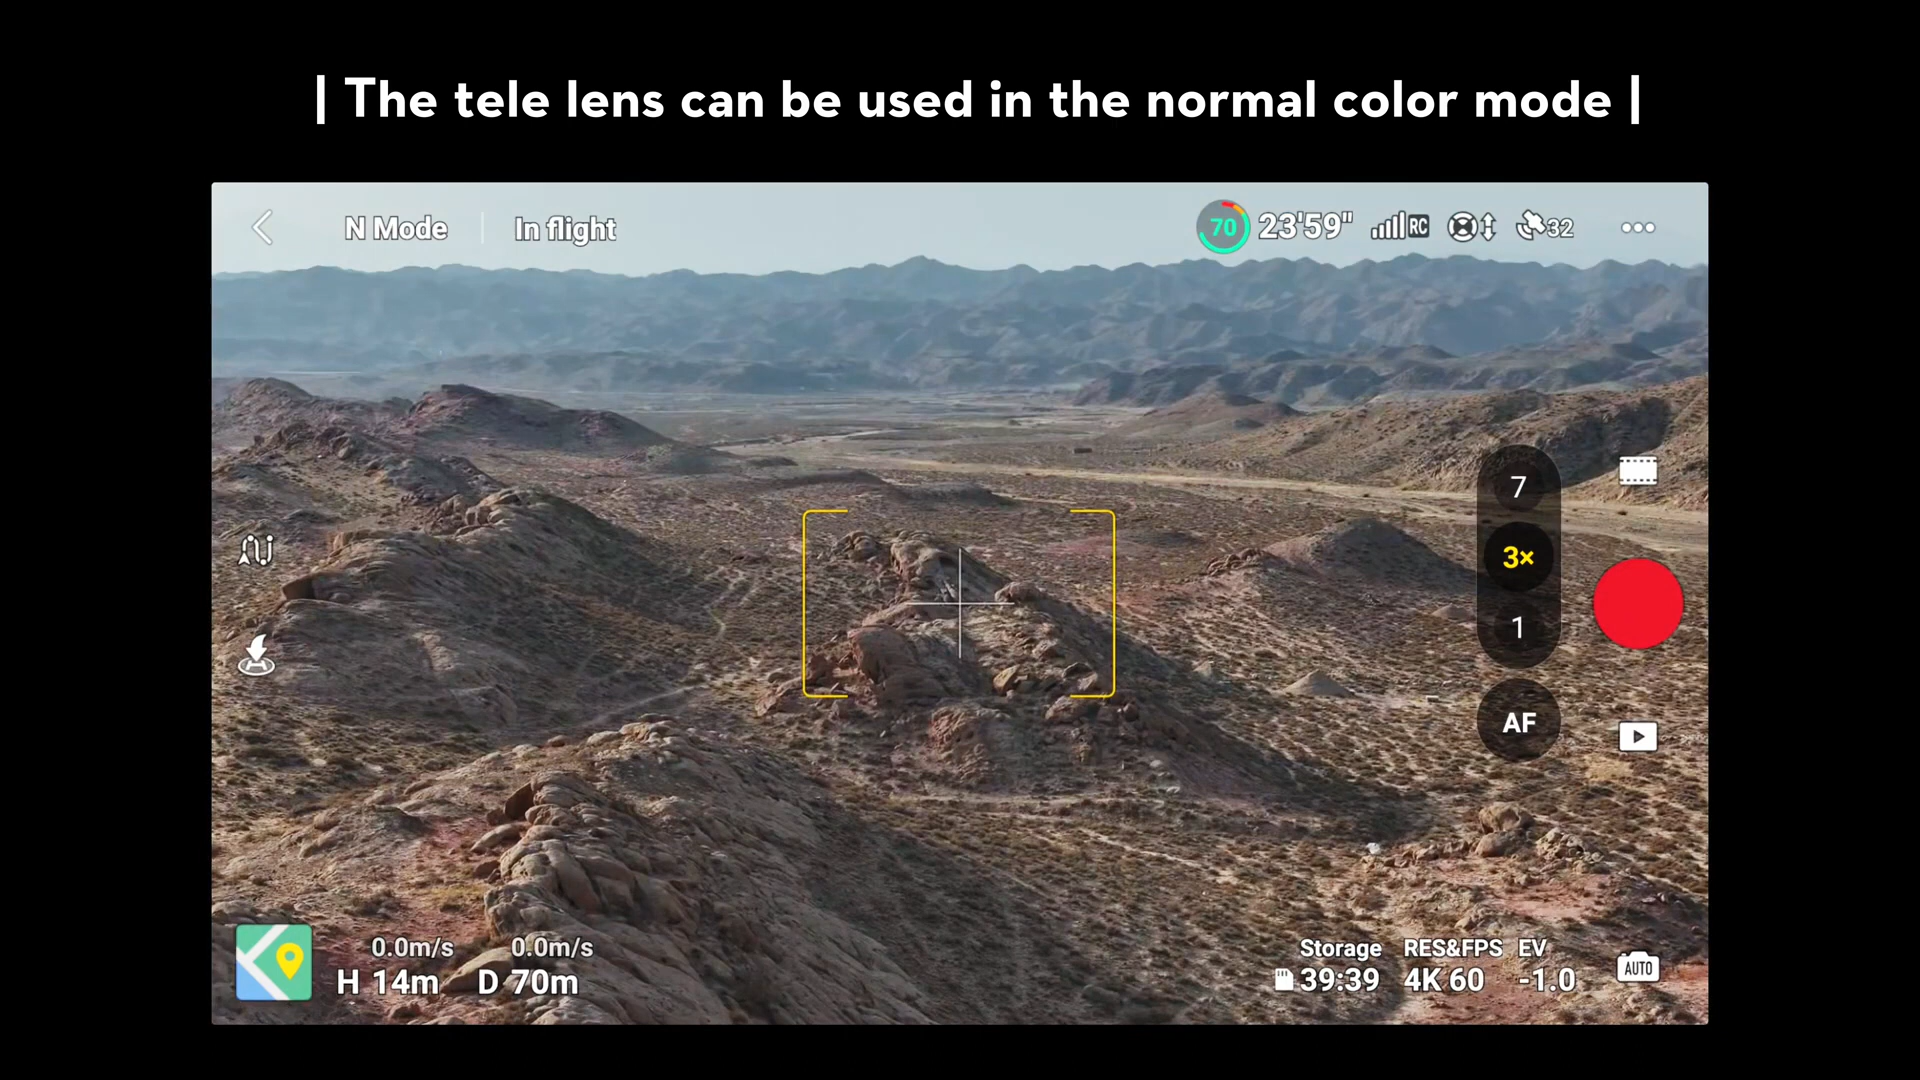 | The tele lens can be used in the normal color mode |
N Mode
In flight
70
23'59"
RC
32
7
3×
1
AF
0.0m/s
0.0m/s
H 14m
D 70m
Storage
39:39
RES&FPS
4K 60
EV
-1.0
AUTO